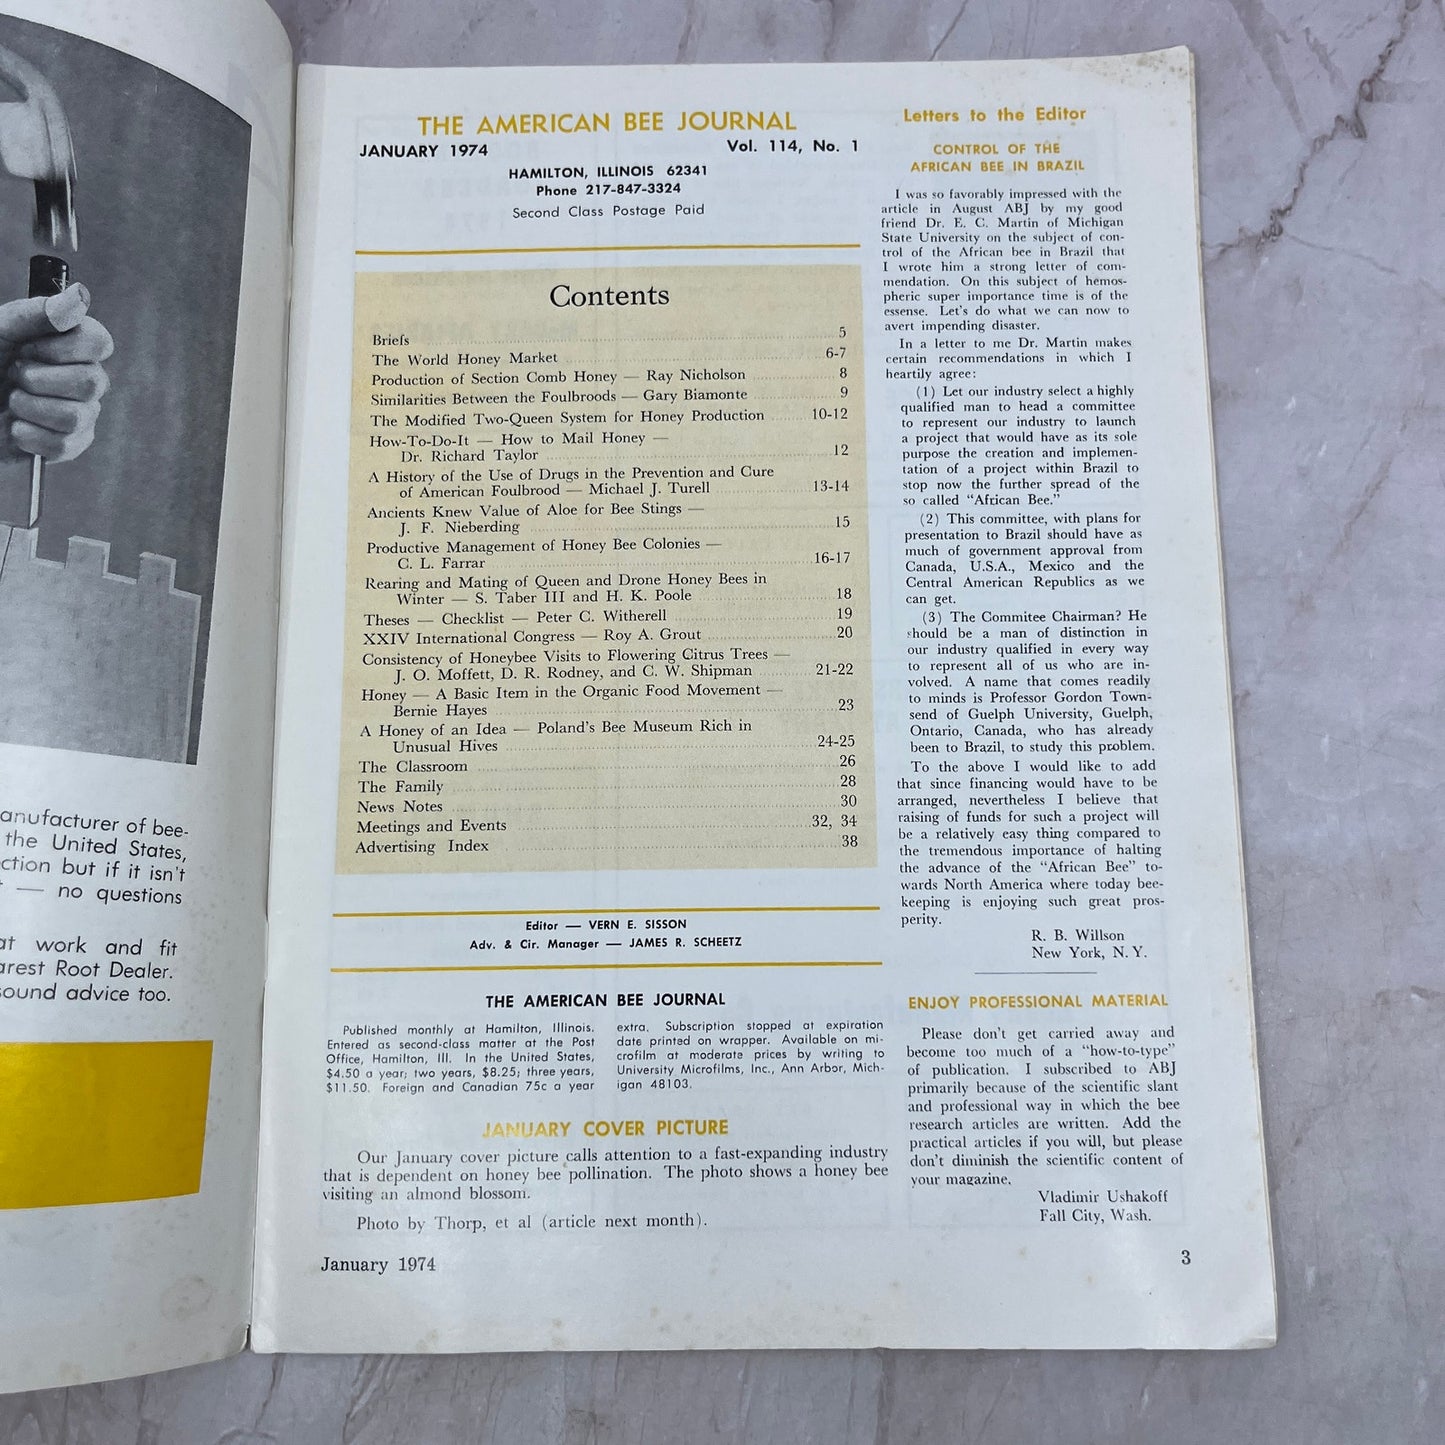 anufacturer of bee-
the United States,
ction but if it isn't
— no questions
at work and fit
arest Root Dealer.
sound advice too.
THE AMERICAN BEE JOURNAL
JANUARY 1974
Vol. 114, No. 1
HAMILTON, ILLINOIS 62341
Phone 217-847-3324
Second Class Postage Paid
Contents
Briefs 5
The World Honey Market 6-7
Production of Section Comb Honey — Ray Nicholson 8
Similarities Between the Foulbroods — Gary Biamonte 9
The Modified Two-Queen System for Honey Production 10-12
How-To-Do-It — How to Mail Honey —
Dr. Richard Taylor 12
A History of the Use of Drugs in the Prevention and Cure
of American Foulbrood — Michael J. Turell 13-14
Ancients Knew Value of Aloe for Bee Stings —
J. F. Nieberding 15
Productive Management of Honey Bee Colonies —
C. L. Farrar 16-17
Rearing and Mating of Queen and Drone Honey Bees in
Winter — S. Taber III and H. K. Poole 18
Theses — Checklist — Peter C. Witherell 19
XXIV International Congress — Roy A. Grout 20
Consistency of Honeybee Visits to Flowering Citrus Trees —
J. O. Moffett, D. R. Rodney, and C. W. Shipman 21-22
Honey — A Basic Item in the Organic Food Movement —
Bernie Hayes 23
A Honey of an Idea — Poland's Bee Museum Rich in
Unusual Hives 24-25
The Classroom 26
The Family 28
News Notes 30
Meetings and Events 32, 34
Advertising Index 38
Editor — VERN E. SISSON
Adv. & Cir. Manager — JAMES R. SCHEETZ
THE AMERICAN BEE JOURNAL
Published monthly at Hamilton, Illinois.
Entered as second-class matter at the Post
Office, Hamilton, Ill. In the United States,
$4.50 a year; two years, $8.25; three years,
$11.50. Foreign and Canadian 75c a year
extra. Subscription stopped at expiration
date printed on wrapper. Available on mi-
crofilm at moderate prices by writing to
University Microfilms, Inc., Ann Arbor, Mich-
igan 48103.
JANUARY COVER PICTURE
Our January cover picture calls attention to a fast-expanding industry
that is dependent on honey bee pollination. The photo shows a honey bee
visiting an almond blossom.
Photo by Thorp, et al (article next month).
Letters to the Editor
CONTROL OF THE
AFRICAN BEE IN BRAZIL
I was so favorably impressed with the
article in August ABJ by my good
friend Dr. E. C. Martin of Michigan
State University on the subject of con-
trol of the African bee in Brazil that
I wrote him a strong letter of com-
mendation. On this subject of hemos-
pheric super importance time is of the
essense. Let's do what we can now to
avert impending disaster.
In a letter to me Dr. Martin makes
certain recommendations in which I
heartily agree:
(1) Let our industry select a highly
qualified man to head a committee
to represent our industry to launch
a project that would have as its sole
purpose the creation and implemen-
tation of a project within Brazil to
stop now the further spread of the
so called "African Bee."
(2) This committee, with plans for
presentation to Brazil should have as
much of government approval from
Canada, U.S.A., Mexico and the
Central American Republics as we
can get.
(3) The Commitee Chairman? He
should be a man of distinction in
our industry qualified in every way
to represent all of us who are in-
volved. A name that comes readily
to minds is Professor Gordon Town-
send of Guelph University, Guelph,
Ontario, Canada, who has already
been to Brazil, to study this problem.
To the above I would like to add
that since financing would have to be
arranged, nevertheless I believe that
raising of funds for such a project will
be a relatively easy thing compared to
the tremendous importance of halting
the advance of the "African Bee" to-
wards North America where today bee-
keeping is enjoying such great pros-
perity.
R. B. Willson
New York, N. Y.
ENJOY PROFESSIONAL MATERIAL
Please don't get carried away and
become too much of a "how-to-type"
of publication. I subscribed to ABJ
primarily because of the scientific slant
and professional way in which the bee
research articles are written. Add the
practical articles if you will, but please
don't diminish the scientific content of
your magazine.
Vladimir Ushakoff
Fall City, Wash.
January 1974
3